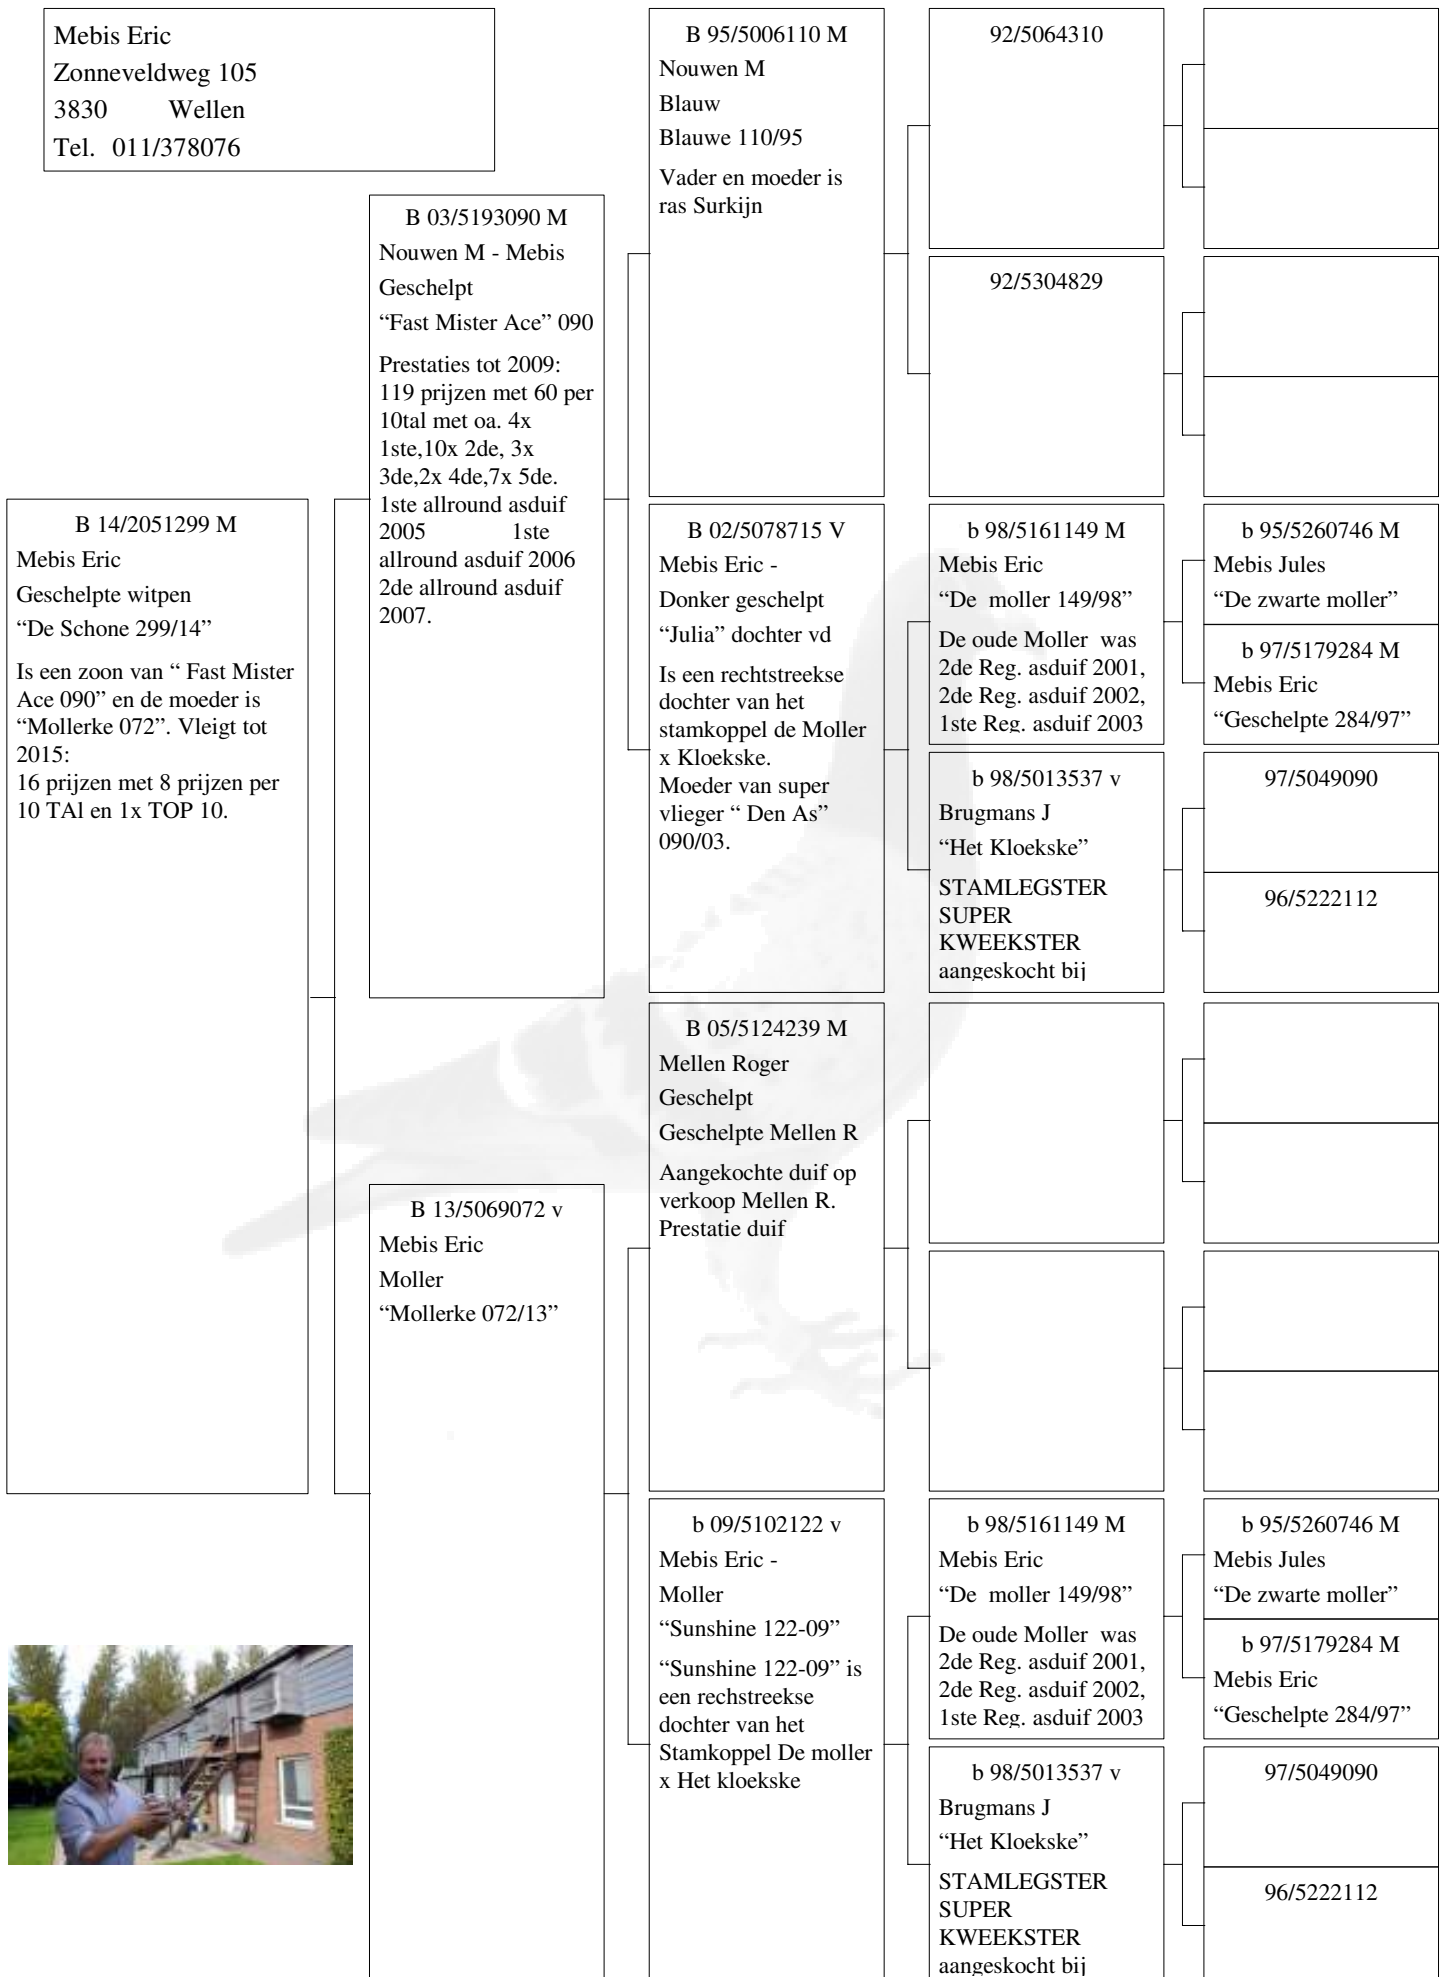 Mebis Eric
Zonneveldweg 105
3830 Wellen
Tel. 011/378076
B 14/2051299 M
Mebis Eric
Geschelpte witpen
“De Schone 299/14”
Is een zoon van “ Fast Mister
Ace 090” en de moeder is
“Mollerke 072”. Vleigt tot
2015:
16 prijzen met 8 prijzen per
10 TAl en 1x TOP 10.
B 03/5193090 M
Nouwen M - Mebis
Geschelpt
“Fast Mister Ace” 090
Prestaties tot 2009:
119 prijzen met 60 per
10tal met oa. 4x
1ste,10x 2de, 3x
3de,2x 4de,7x 5de.
1ste allround asduif
2005 1ste
allround asduif 2006
2de allround asduif
2007.
B 13/5069072 v
Mebis Eric
Moller
“Mollerke 072/13”
B 95/5006110 M
Nouwen M
Blauw
Blauwe 110/95
Vader en moeder is
ras Surkijn
B 02/5078715 V
Mebis Eric -
Donker geschelpt
“Julia” dochter vd
Is een rechtstreekse
dochter van het
stamkoppel de Moller
x Kloekske.
Moeder van super
vlieger “ Den As”
090/03.
B 05/5124239 M
Mellen Roger
Geschelpt
Geschelpte Mellen R
Aangekochte duif op
verkoop Mellen R.
Prestatie duif
b 09/5102122 v
Mebis Eric -
Moller
“Sunshine 122-09”
“Sunshine 122-09” is
een rechstreekse
dochter van het
Stamkoppel De moller
x Het kloekske
92/5064310
92/5304829
b 98/5161149 M
Mebis Eric
“De moller 149/98”
De oude Moller was
2de Reg. asduif 2001,
2de Reg. asduif 2002,
1ste Reg. asduif 2003
b 98/5013537 v
Brugmans J
“Het Kloekske”
STAMLEGSTER
SUPER
KWEEKSTER
aangeskocht bij
b 98/5161149 M
Mebis Eric
“De moller 149/98”
De oude Moller was
2de Reg. asduif 2001,
2de Reg. asduif 2002,
1ste Reg. asduif 2003
b 98/5013537 v
Brugmans J
“Het Kloekske”
STAMLEGSTER
SUPER
KWEEKSTER
aangeskocht bij
b 95/5260746 M
Mebis Jules
“De zwarte moller”
b 97/5179284 M
Mebis Eric
“Geschelpte 284/97”
97/5049090
96/5222112
b 95/5260746 M
Mebis Jules
“De zwarte moller”
b 97/5179284 M
Mebis Eric
“Geschelpte 284/97”
97/5049090
96/5222112